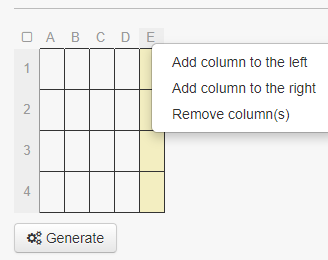 A B C D E
Add column to the left
1
Add column to the right
2
Remove column(s)
3
4
Generate